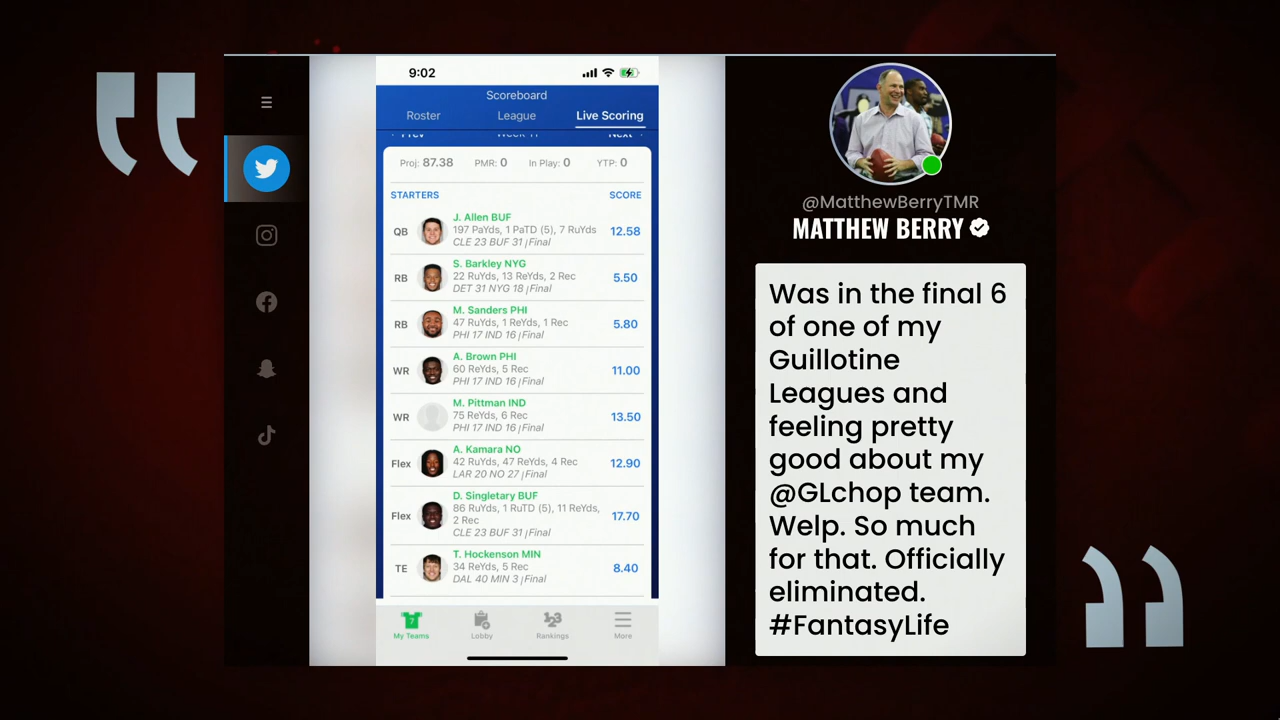 9:02
Scoreboard
Roster League Live Scoring
Prev Week 11 Next
Proj: 87.38 PMR: 0 In Play: 0 YTP: 0
STARTERS SCORE
J. Allen BUF
QB 197 PaYds, 1 PaTD (5), 7 RuYds 12.58
CLE 23 BUF 31 | Final
S. Barkley NYG
RB 22 RuYds, 13 ReYds, 2 Rec 5.50
DET 31 NYG 18 | Final
M. Sanders PHI
RB 47 RuYds, 1 ReYds, 1 Rec 5.80
PHI 17 IND 16 | Final
A. Brown PHI
WR 60 ReYds, 5 Rec 11.00
PHI 17 IND 16 | Final
M. Pittman IND
WR 75 ReYds, 6 Rec 13.50
PHI 17 IND 16 | Final
A. Kamara NO
Flex 42 RuYds, 47 ReYds, 4 Rec 12.90
LAR 20 NO 27 | Final
D. Singletary BUF
86 RuYds, 1 RuTD (5), 11 ReYds,
Flex 2 Rec 17.70
CLE 23 BUF 31 | Final
T. Hockenson MIN
TE 34 ReYds, 5 Rec 8.40
DAL 40 MIN 3 | Final
7
123
My Teams Lobby Rankings More
@MatthewBerryTMR
MATTHEW BERRY
Was in the final 6
of one of my
Guillotine
Leagues and
feeling pretty
good about my
@GLchop team.
Welp. So much
for that. Officially
eliminated.
#FantasyLife